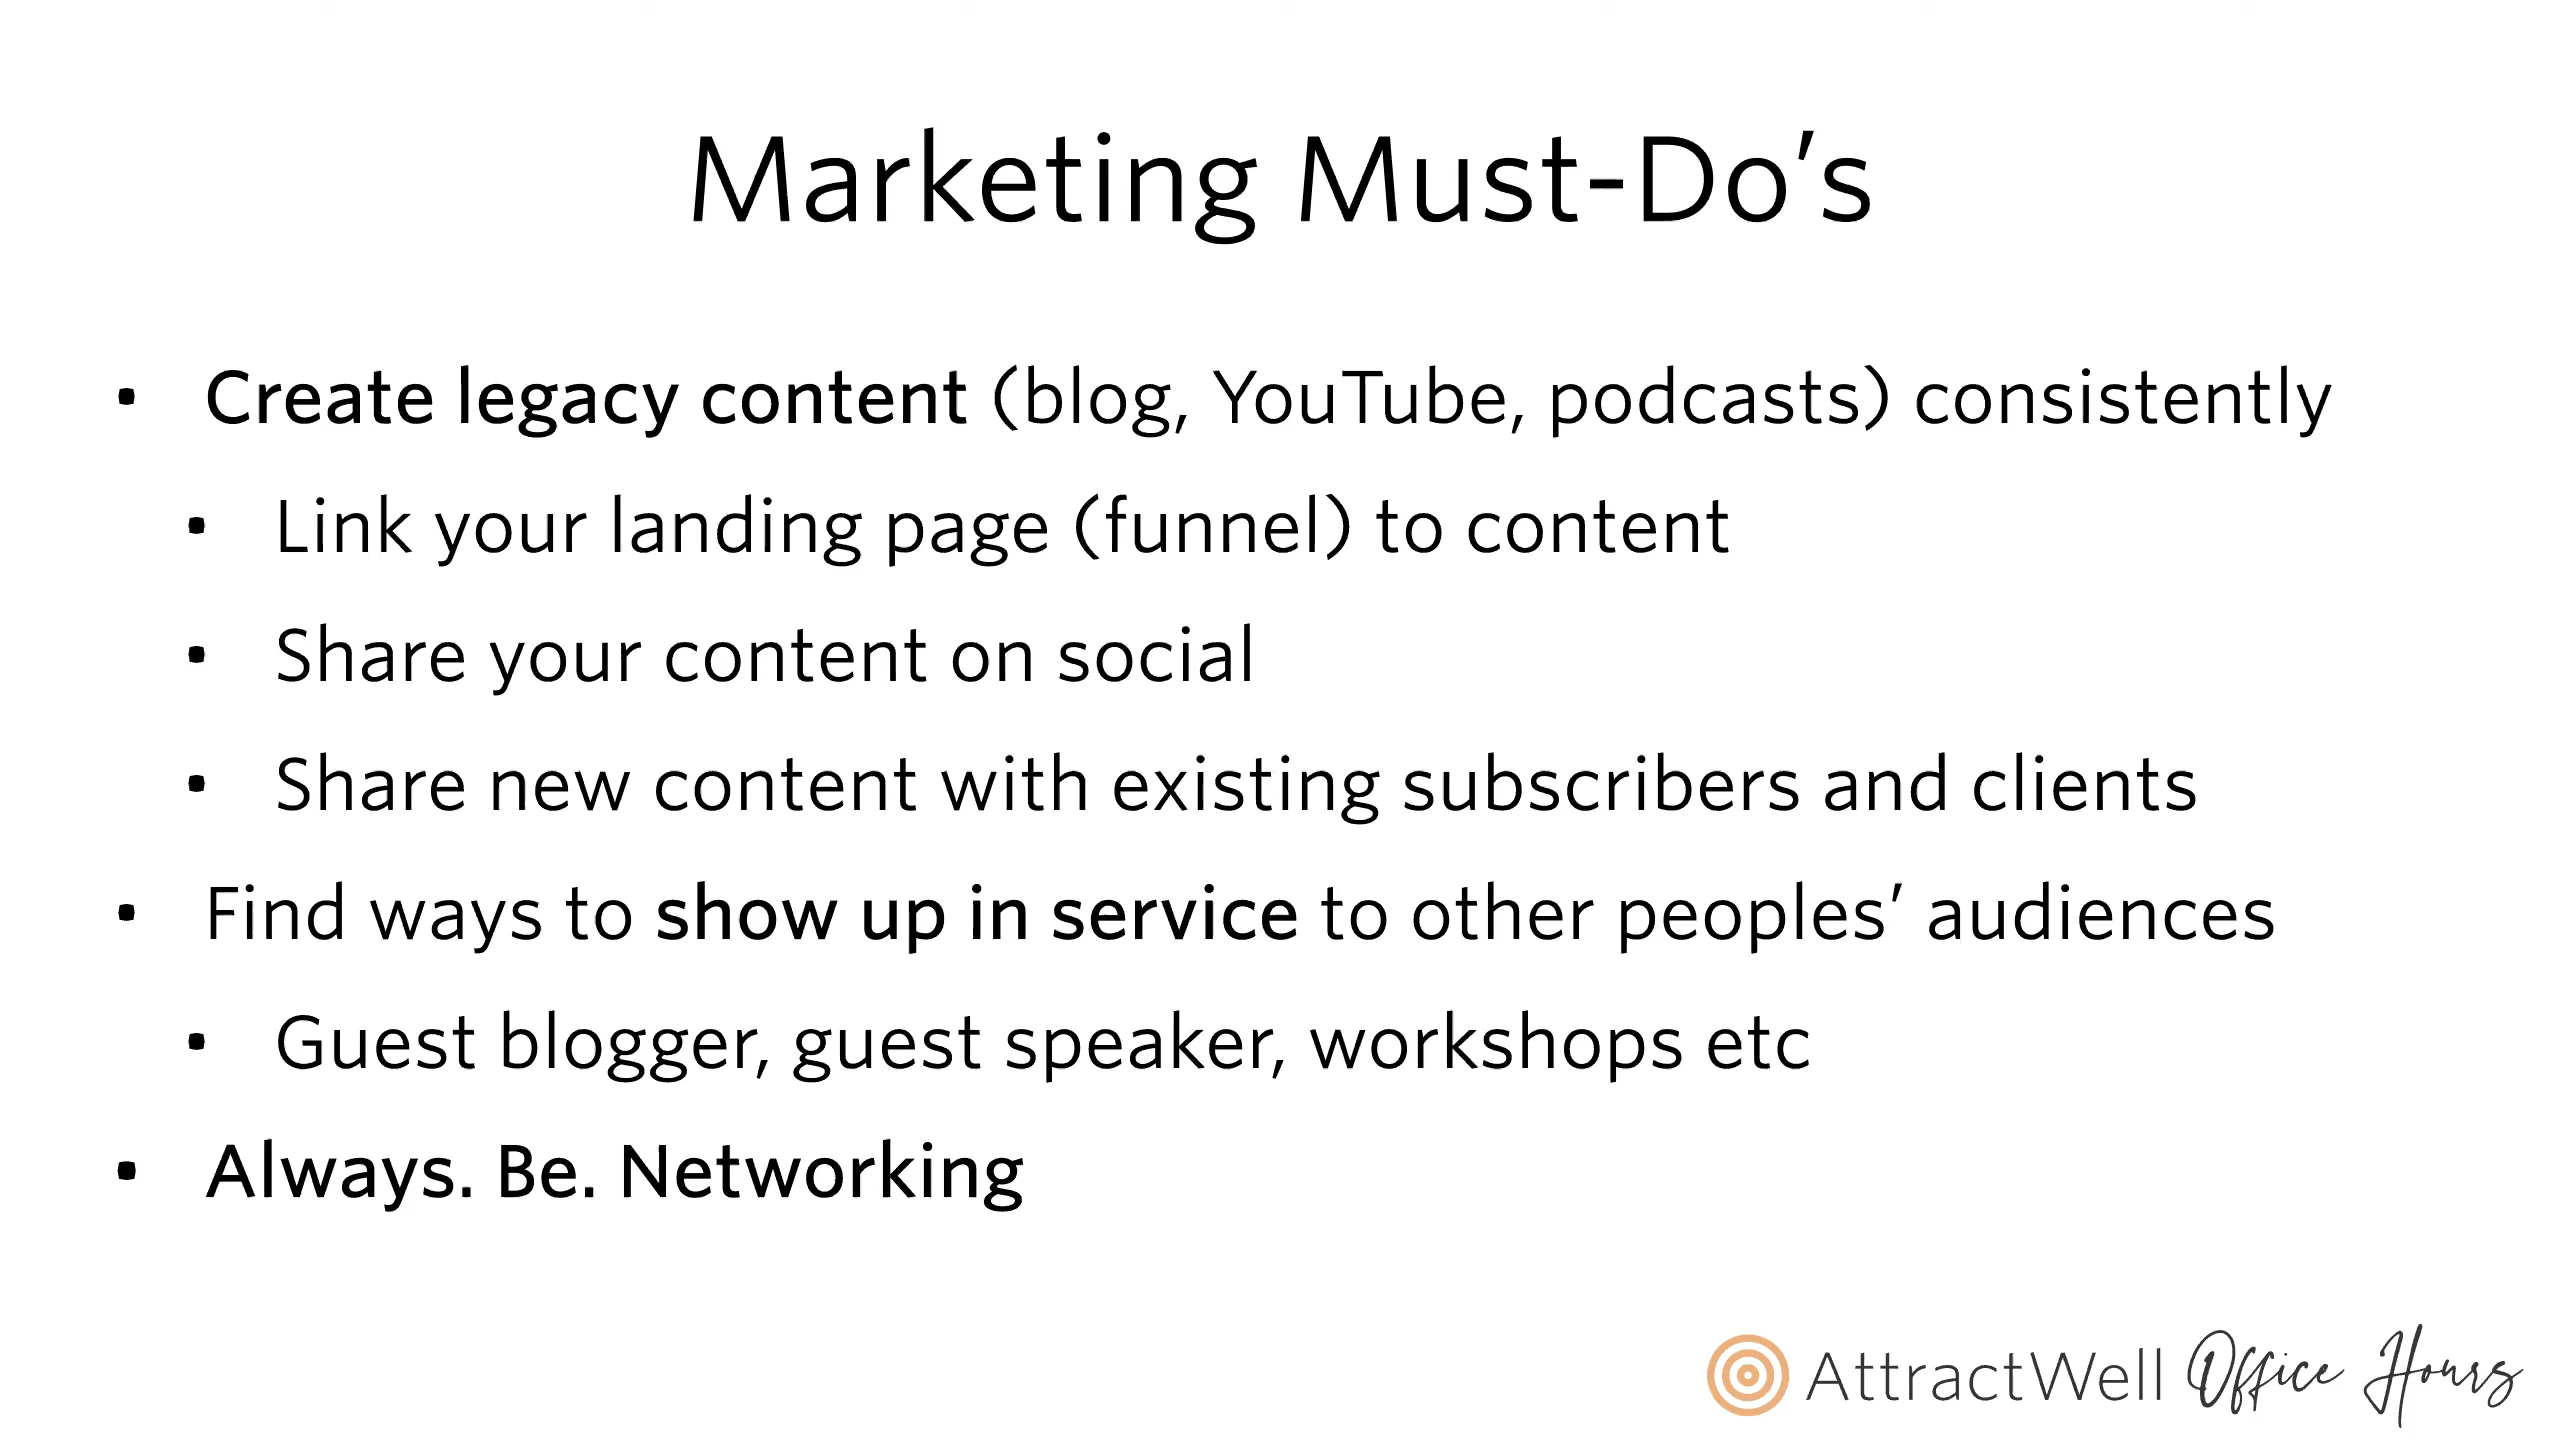 Marketing Must-Do’s
• Create legacy content (blog, YouTube, podcasts) consistently
• Link your landing page (funnel) to content
• Share your content on social
• Share new content with existing subscribers and clients
• Find ways to show up in service to other peoples’ audiences
• Guest blogger, guest speaker, workshops etc
• Always. Be. Networking
AttractWell Office Hours